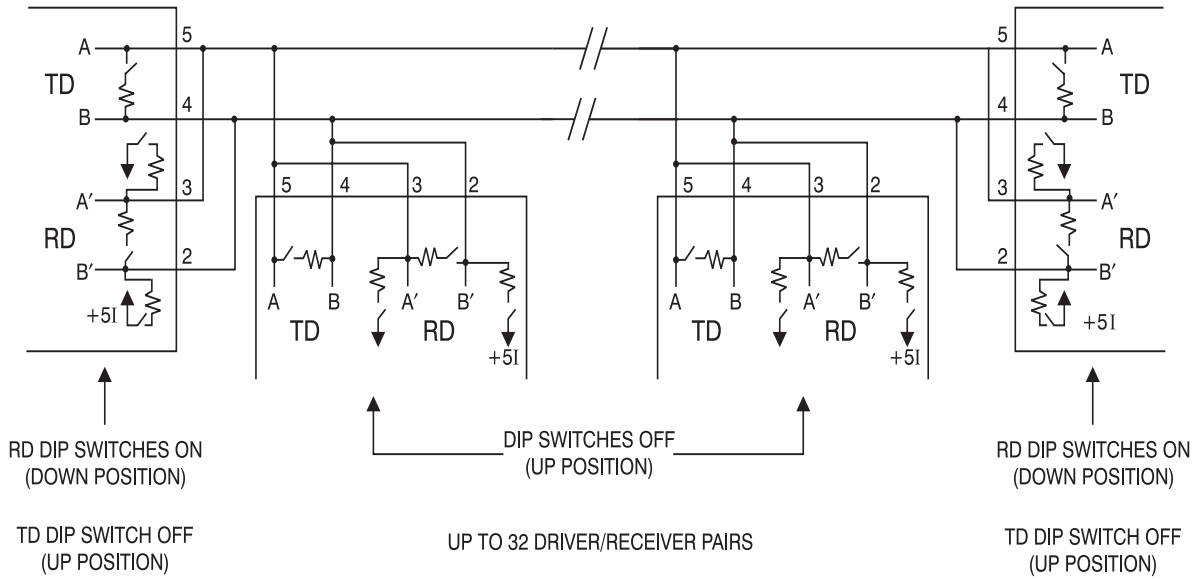 A
TD
B
5
4
A′
RD
B′
3
2
+5I
5 4 3 2
A B A′ B′
TD RD
+5I
5 4 3 2
A B A′ B′
TD RD
+5I
5
4
A
TD
B
3
2
A′
RD
B′
+5I
RD DIP SWITCHES ON
(DOWN POSITION)
TD DIP SWITCH OFF
(UP POSITION)
DIP SWITCHES OFF
(UP POSITION)
UP TO 32 DRIVER/RECEIVER PAIRS
RD DIP SWITCHES ON
(DOWN POSITION)
TD DIP SWITCH OFF
(UP POSITION)